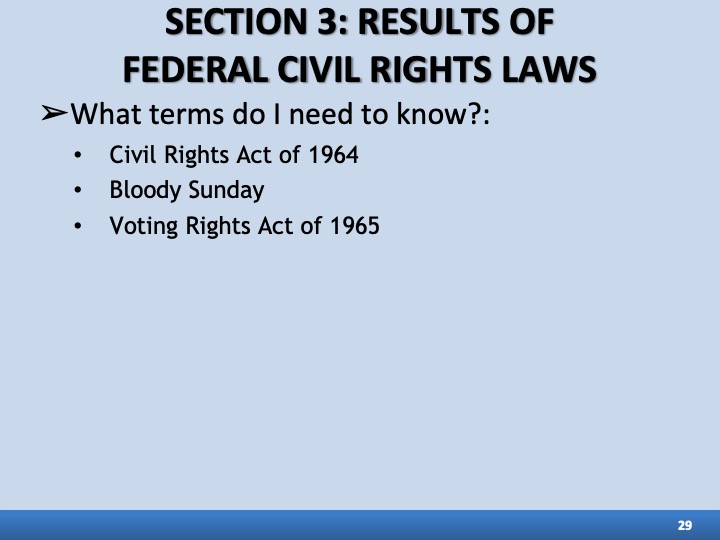 SECTION 3: RESULTS OF
FEDERAL CIVIL RIGHTS LAWS
➢What terms do I need to know?:
• Civil Rights Act of 1964
• Bloody Sunday
• Voting Rights Act of 1965
29